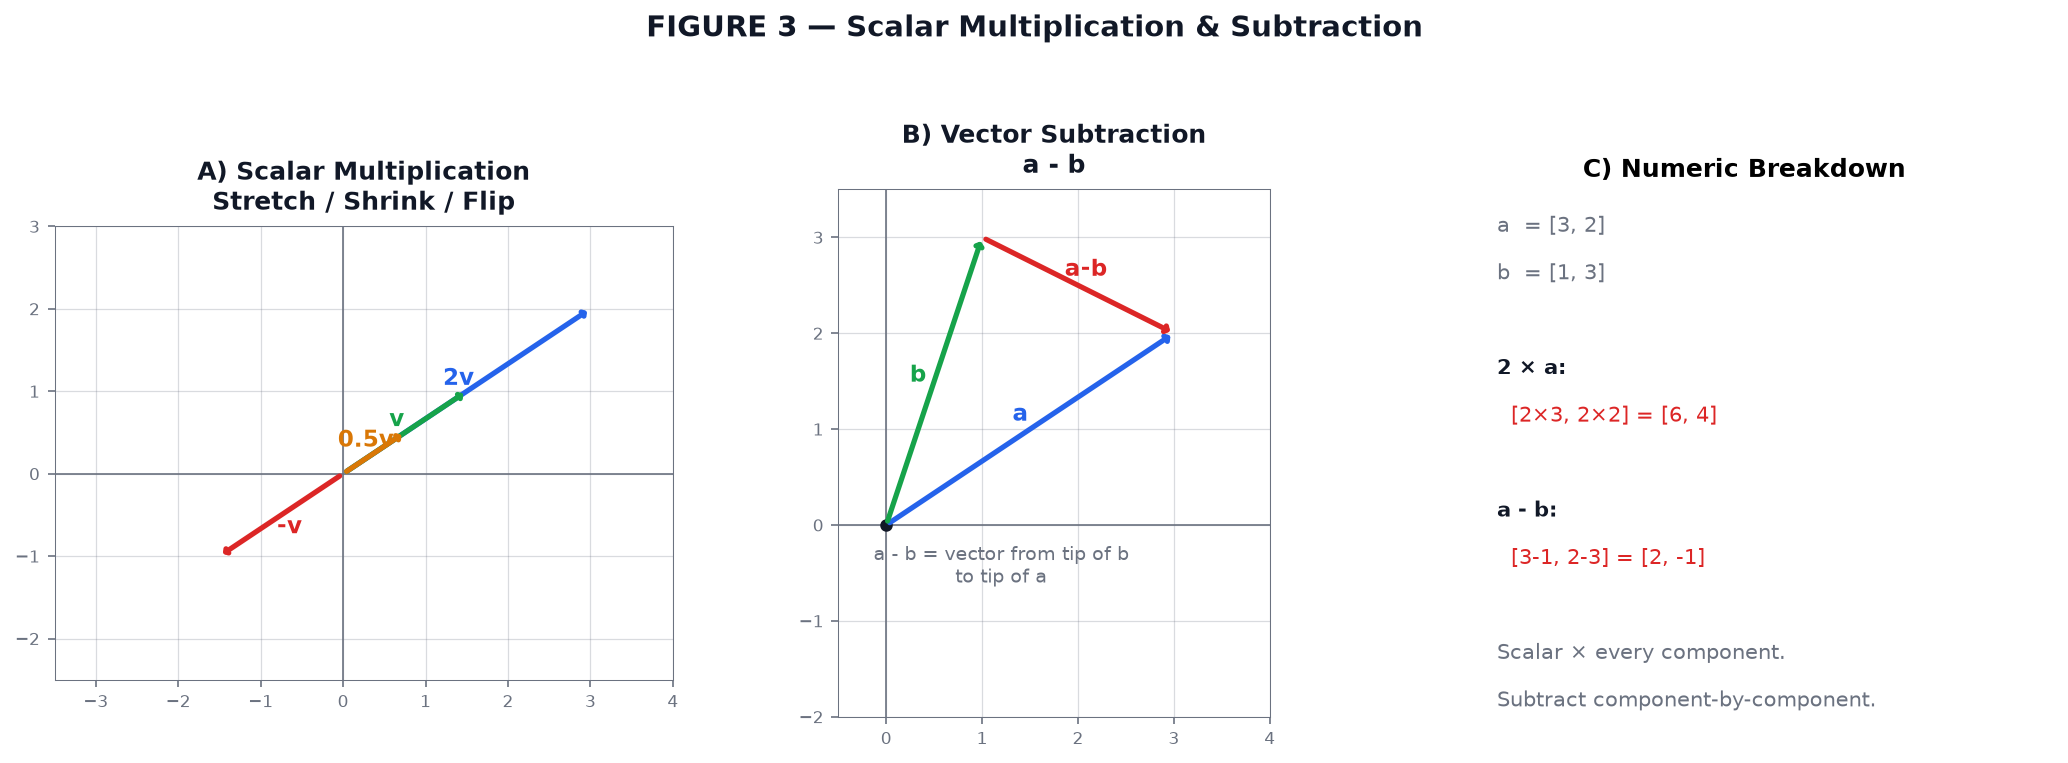 FIGURE 3 — Scalar Multiplication & Subtraction
A) Scalar Multiplication
Stretch / Shrink / Flip
3
2
1
0
−1
−2
−3
−2
−1
0
1
2
3
4
2v
v
0.5v
-v
B) Vector Subtraction
a - b
3
2
1
0
−1
−2
0
1
2
3
4
a-b
b
a
a - b = vector from tip of b
to tip of a
C) Numeric Breakdown
a  = [3, 2]
b  = [1, 3]
2 × a:
[2×3, 2×2] = [6, 4]
a - b:
[3-1, 2-3] = [2, -1]
Scalar × every component.
Subtract component-by-component.